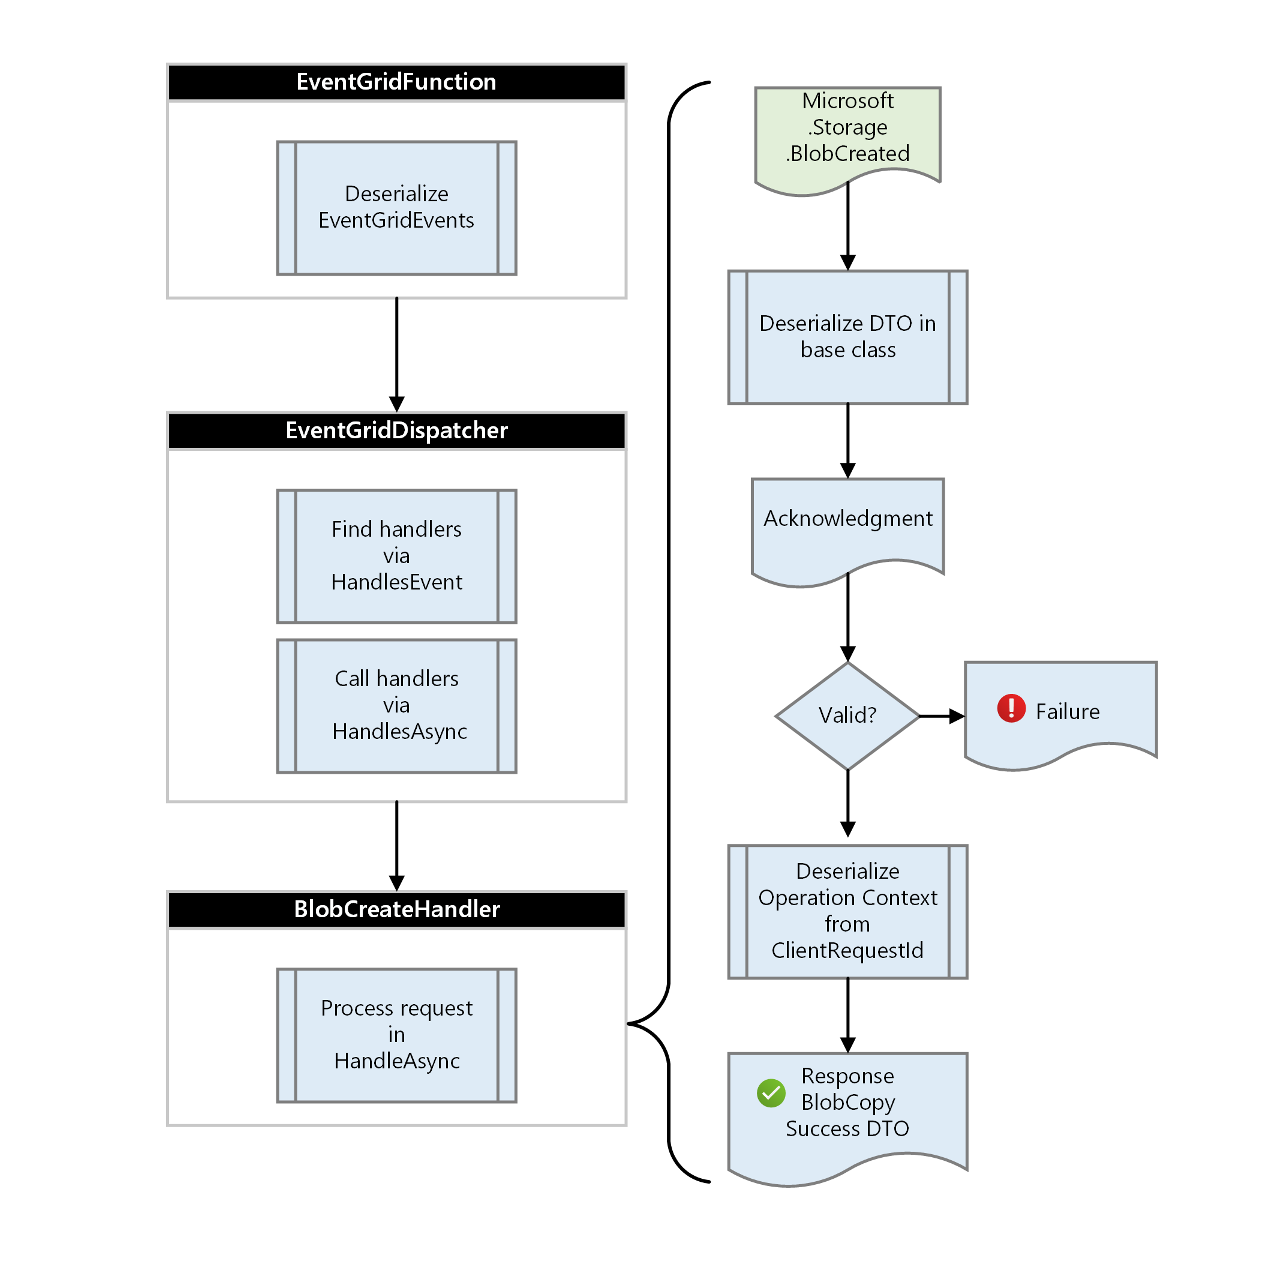 EventGridFunction
Deserialize
EventGridEvents
EventGridDispatcher
Find handlers
via
HandlesEvent
Call handlers
via
HandlesAsync
BlobCreateHandler
Process request
in
HandleAsync
Microsoft
.Storage
.BlobCreated
Deserialize DTO in
base class
Acknowledgment
Valid?
Failure
Deserialize
Operation Context
from
ClientRequestId
Response
BlobCopy
Success DTO